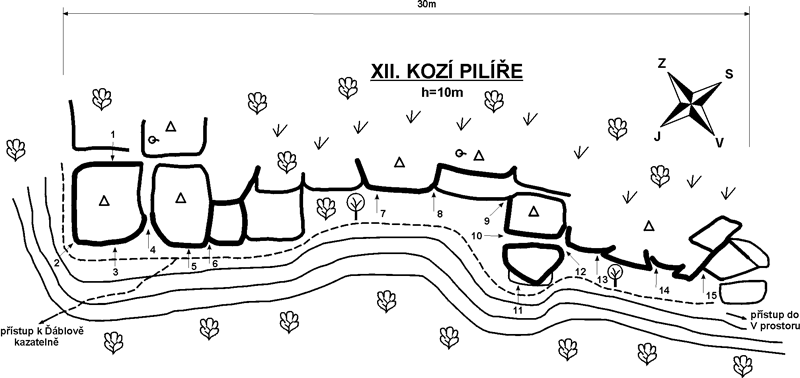 30m
XII. KOZÍ PILÍŘE
h=10m
Z
S
J
V
1
2
3
4
5
6
7
8
9
10
11
12
13
14
15
přístup k Ďáblově
kazatelně
přístup do
V prostoru